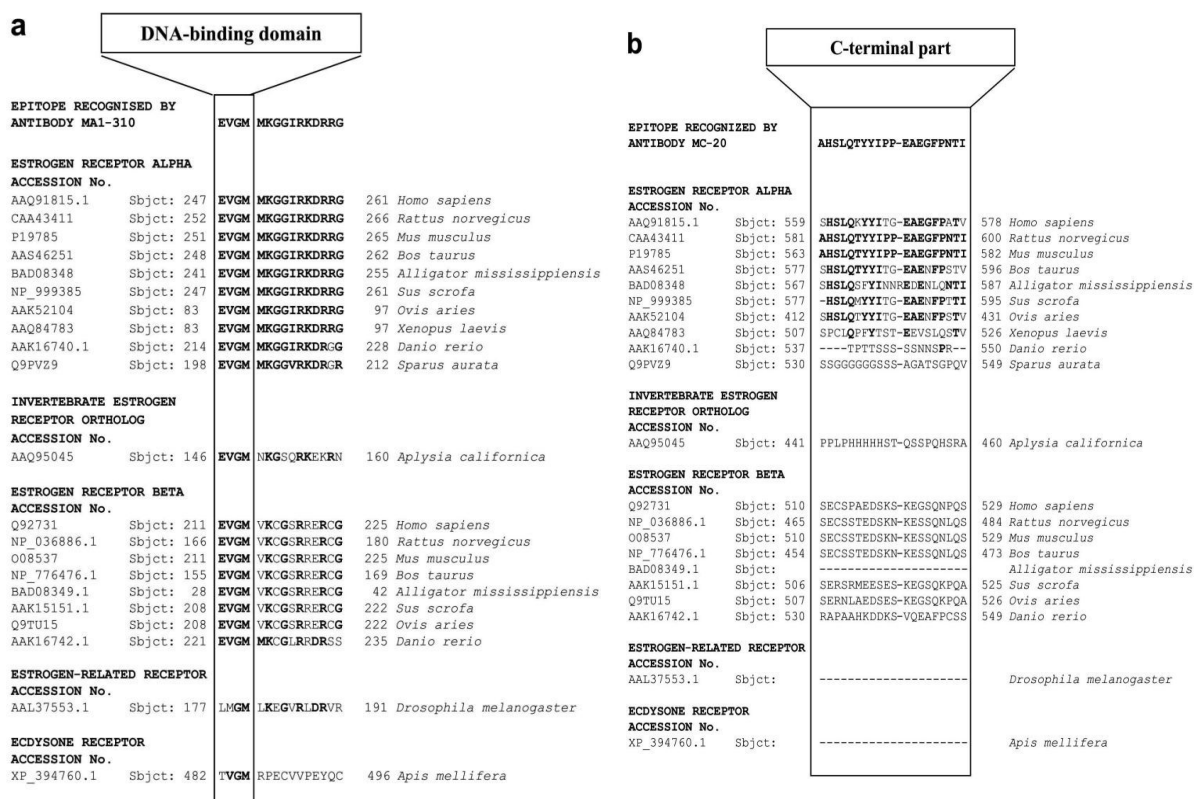 a
DNA-binding domain
EPITOPE RECOGNISED BY
ANTIBODY MA1-310 EVGM MKGGIRKDRRG
ESTROGEN RECEPTOR ALPHA
ACCESSION No.
AAQ91815.1 Sbjct: 247 EVGM MKGGIRKDRRG 261 Homo sapiens
CAA43411 Sbjct: 252 EVGM MKGGIRKDRRG 266 Rattus norvegicus
P19785 Sbjct: 251 EVGM MKGGIRKDRRG 265 Mus musculus
AAS46251 Sbjct: 248 EVGM MKGGIRKDRRG 262 Bos taurus
BAD08348 Sbjct: 241 EVGM MKGGIRKDRRG 255 Alligator mississippiensis
NP_999385 Sbjct: 247 EVGM MKGGIRKDRRG 261 Sus scrofa
AAK52104 Sbjct: 83 EVGM MKGGIRKDRRG 97 Ovis aries
AAQ84783 Sbjct: 83 EVGM MKGGIRKDRRG 97 Xenopus laevis
AAK16740.1 Sbjct: 214 EVGM MKGGIRKDRGG 228 Danio rerio
Q9PVZ9 Sbjct: 198 EVGM MKGGVRKDRGR 212 Sparus aurata
INVERTEBRATE ESTROGEN
RECEPTOR ORTHOLOG
ACCESSION No.
AAQ95045 Sbjct: 146 EVGM NKGSQRKEKRN 160 Aplysia californica
ESTROGEN RECEPTOR BETA
ACCESSION No.
Q92731 Sbjct: 211 EVGM VKCGSRRERCG 225 Homo sapiens
NP_036886.1 Sbjct: 166 EVGM VKCGSRRERCG 180 Rattus norvegicus
O08537 Sbjct: 211 EVGM VKCGSRRERCG 225 Mus musculus
NP_776476.1 Sbjct: 155 EVGM VKCGSRRERCG 169 Bos taurus
BAD08349.1 Sbjct: 28 EVGM VKCGSRRERCG 42 Alligator mississippiensis
AAK15151.1 Sbjct: 208 EVGM VKCGSRRERCG 222 Sus scrofa
Q9TU15 Sbjct: 208 EVGM VKCGSRRERCG 222 Ovis aries
AAK16742.1 Sbjct: 221 EVGM MKCGLRRDRSS 235 Danio rerio
ESTROGEN-RELATED RECEPTOR
ACCESSION No.
AAL37553.1 Sbjct: 177 LMGM LKEGVRLDRVR 191 Drosophila melanogaster
ECDYSONE RECEPTOR
ACCESSION No.
XP_394760.1 Sbjct: 482 TVGM RPECVVPEYQC 496 Apis mellifera
b
C-terminal part
EPITOPE RECOGNIZED BY
ANTIBODY MC-20 AHSLQTYYIPP-EAEGFPNTI
ESTROGEN RECEPTOR ALPHA
ACCESSION No.
AAQ91815.1 Sbjct: 559 SHSLQKYYITG-EAEGFPATV 578 Homo sapiens
CAA43411 Sbjct: 581 AHSLQTYYIPP-EAEGFPNTI 600 Rattus norvegicus
P19785 Sbjct: 563 AHSLQTYYIPP-EAEGFPNTI 582 Mus musculus
AAS46251 Sbjct: 577 SHSLQTYYITG-EAENFPSTV 596 Bos taurus
BAD08348 Sbjct: 567 SHSLQSFYINNREDENLQNTI 587 Alligator mississippiensis
NP_999385 Sbjct: 577 -HSLQMYYITG-EAENFPTTI 595 Sus scrofa
AAK52104 Sbjct: 412 SHSLQTYYITG-EAENFPSTV 431 Ovis aries
AAQ84783 Sbjct: 507 SPCLQPFYTST-EEVSLQSTV 526 Xenopus laevis
AAK16740.1 Sbjct: 537 ----TPTTSSS-SSNNSPR-- 550 Danio rerio
Q9PVZ9 Sbjct: 530 SSGGGGGGSSS-AGATSGPQV 549 Sparus aurata
INVERTEBRATE ESTROGEN
RECEPTOR ORTHOLOG
ACCESSION No.
AAQ95045 Sbjct: 441 PPLPHHHHHST-QSSPQHSRA 460 Aplysia californica
ESTROGEN RECEPTOR BETA
ACCESSION No.
Q92731 Sbjct: 510 SECSPAEDSKS-KEGSQNPQS 529 Homo sapiens
NP_036886.1 Sbjct: 465 SECSSTEDSKN-KESSQNLQS 484 Rattus norvegicus
O08537 Sbjct: 510 SECSSTEDSKN-KESSQNLQS 529 Mus musculus
NP_776476.1 Sbjct: 454 SECSSTEDSKN-KESSQNLQS 473 Bos taurus
BAD08349.1 Sbjct: --------------------- Alligator mississippiensis
AAK15151.1 Sbjct: 506 SERSRMEESES-KEGSQKPQA 525 Sus scrofa
Q9TU15 Sbjct: 507 SERNLAEDSES-KEGSQKPQA 526 Ovis aries
AAK16742.1 Sbjct: 530 RAPAAHKDDKS-VQEAFPCSS 549 Danio rerio
ESTROGEN-RELATED RECEPTOR
ACCESSION No.
AAL37553.1 Sbjct: --------------------- Drosophila melanogaster
ECDYSONE RECEPTOR
ACCESSION No.
XP_394760.1 Sbjct: --------------------- Apis mellifera